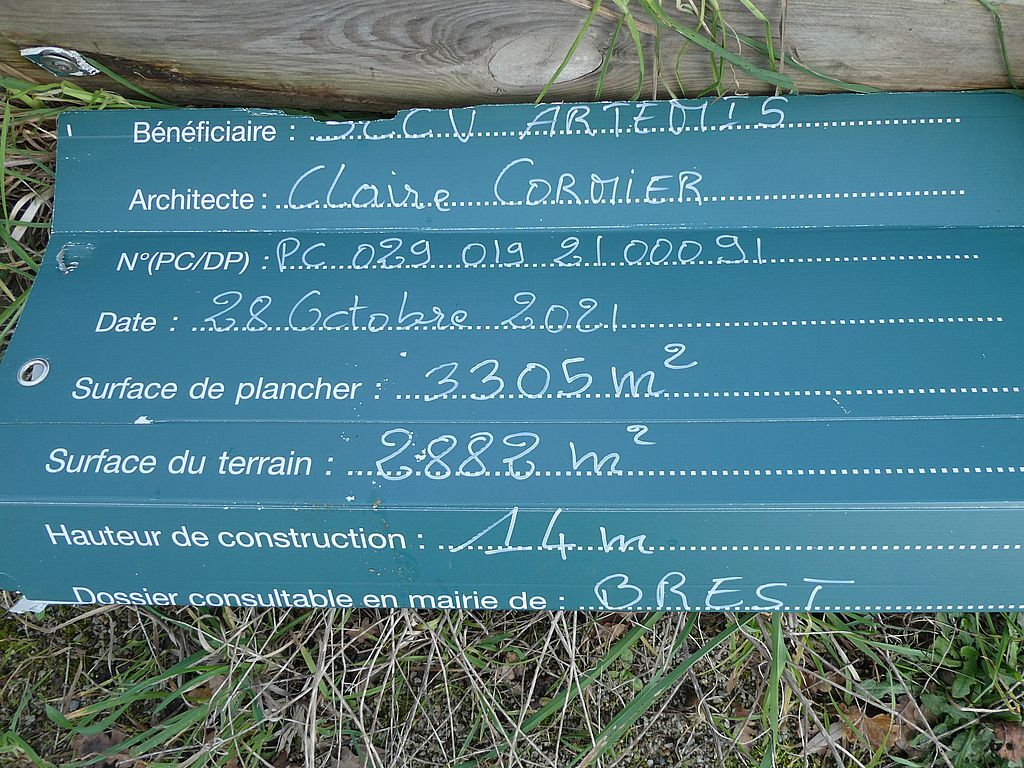 Bénéficiaire : SCCV ARTEMIS
Architecte : Claire CORMIER
N°(PC/DP) : PC 029 019 21 00091
Date : 28 Octobre 2021
Surface de plancher : 3305 m²
Surface du terrain : 2882 m²
Hauteur de construction : 14 m
Dossier consultable en mairie de : BREST